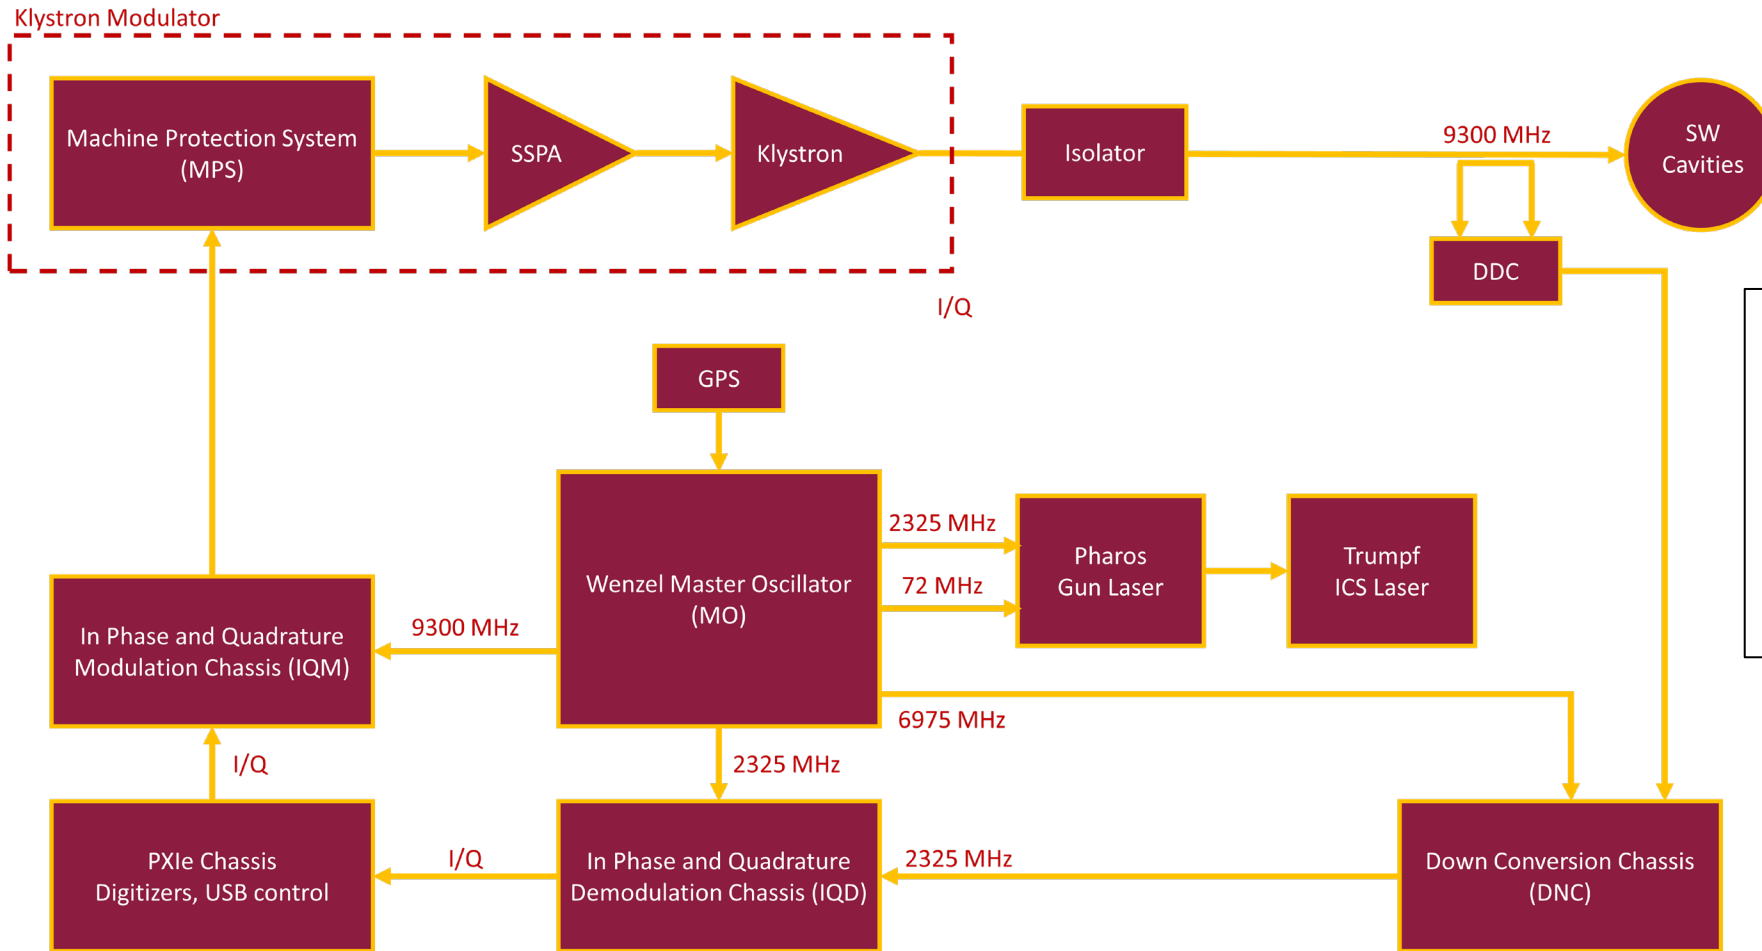 Klystron Modulator
Machine Protection System
(MPS)
SSPA
Klystron
Isolator
9300 MHz
SW
Cavities
DDC
I/Q
GPS
Wenzel Master Oscillator
(MO)
2325 MHz
72 MHz
Pharos
Gun Laser
Trumpf
ICS Laser
In Phase and Quadrature
Modulation Chassis (IQM)
9300 MHz
6975 MHz
I/Q
2325 MHz
PXIe Chassis
Digitizers, USB control
I/Q
In Phase and Quadrature
Demodulation Chassis (IQD)
2325 MHz
Down Conversion Chassis
(DNC)